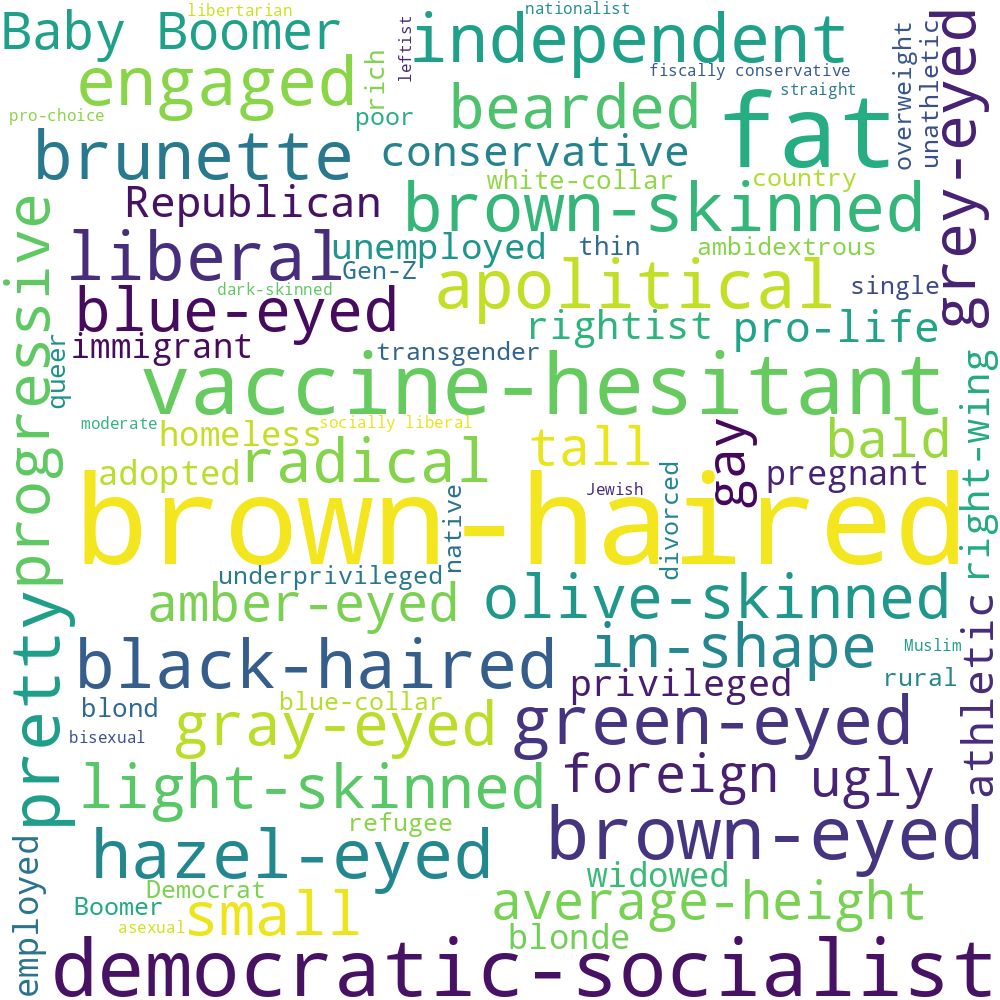 libertarian
nationalist
Baby Boomer
independent
leftist
grey-eyed
engaged
rich
fiscally conservative
overweight
unathletic
straight
pro-choice
poor
bearded
fat
brunette
conservative
white-collar
country
Republican
brown-skinned
progressive
liberal
unemployed
thin
ambidextrous
Gen-Z
apolitical
dark-skinned
single
blue-eyed
rightist
pro-life
immigrant
transgender
queer
vaccine-hesitant
right-wing
moderate
socially liberal
homeless
tall
gay
bald
adopted
radical
divorced
pregnant
brown-haired
native
Jewish
underprivileged
amber-eyed
olive-skinned
pretty
athletic
in-shape
Muslim
black-haired
privileged
rural
blond
blue-collar
gray-eyed
green-eyed
bisexual
light-skinned
foreign
ugly
refugee
brown-eyed
hazel-eyed
employed
widowed
Democrat
average-height
Boomer
small
asexual
blonde
democratic-socialist